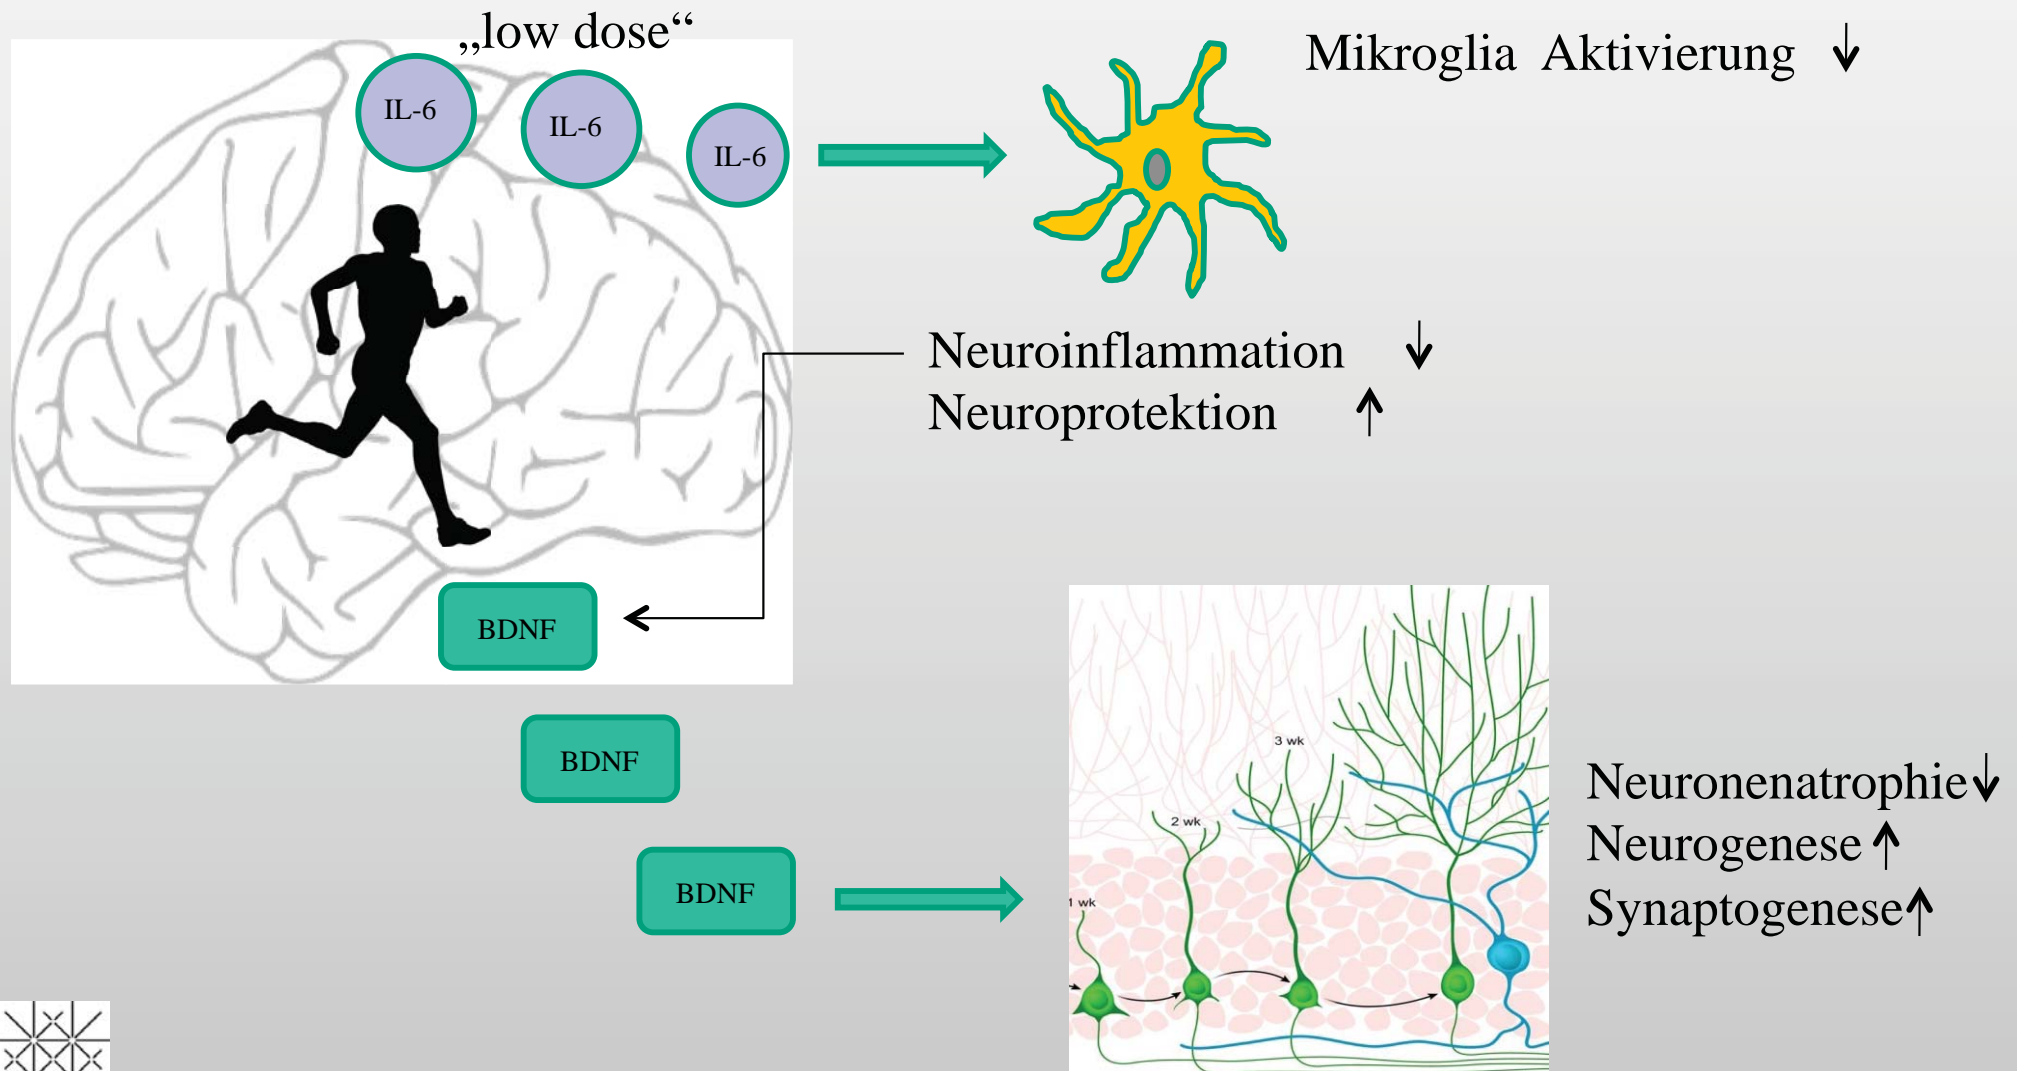 „low dose“
Mikroglia Aktivierung ↓
IL-6
IL-6
IL-6
Neuroinflammation ↓
Neuroprotektion ↑
BDNF
BDNF
BDNF
1 wk
2 wk
3 wk
Neuronenatrophie↓
Neurogenese↑
Synaptogenese↑